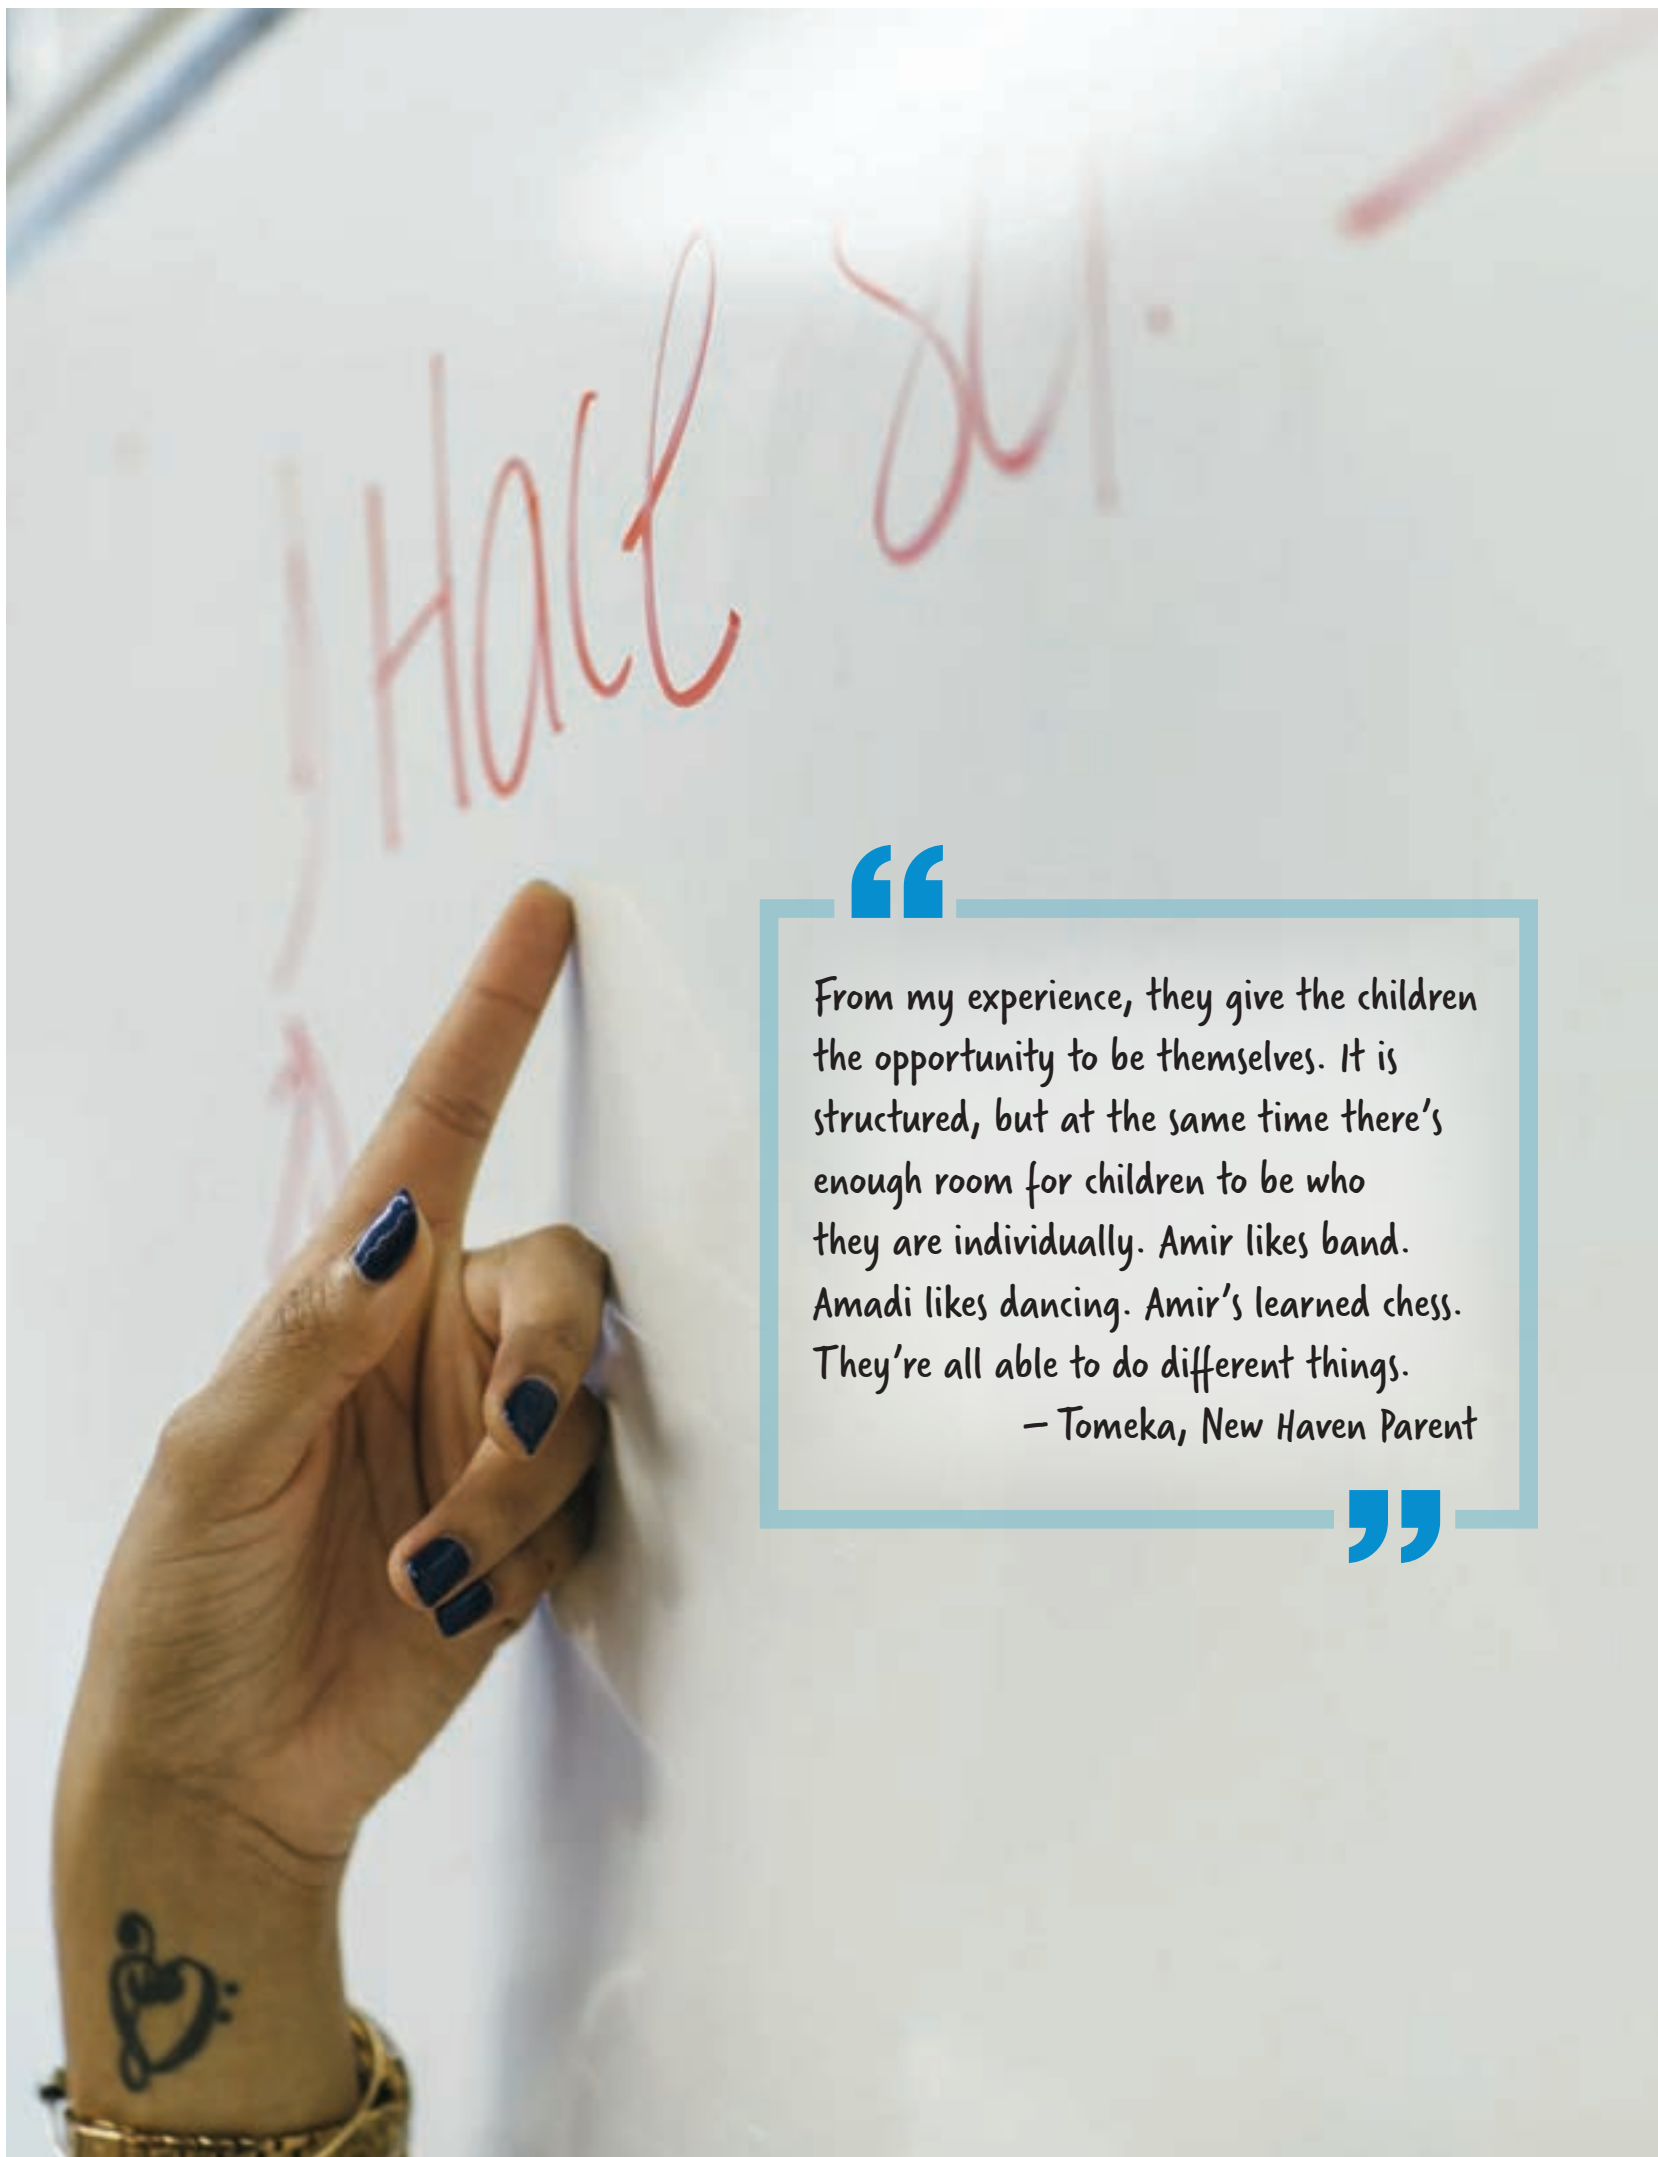 Hace sol.
From my experience, they give the children
the opportunity to be themselves. It is
structured, but at the same time there's
enough room for children to be who
they are individually. Amir likes band.
Amadi likes dancing. Amir's learned chess.
They're all able to do different things.
– Tomeka, New Haven Parent